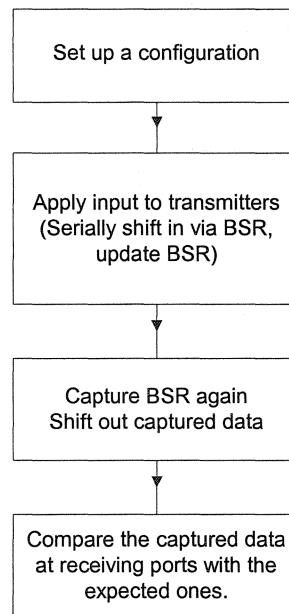 Set up a configuration
Apply input to transmitters
(Serially shift in via BSR,
update BSR)
Capture BSR again
Shift out captured data
Compare the captured data
at receiving ports with the
expected ones.